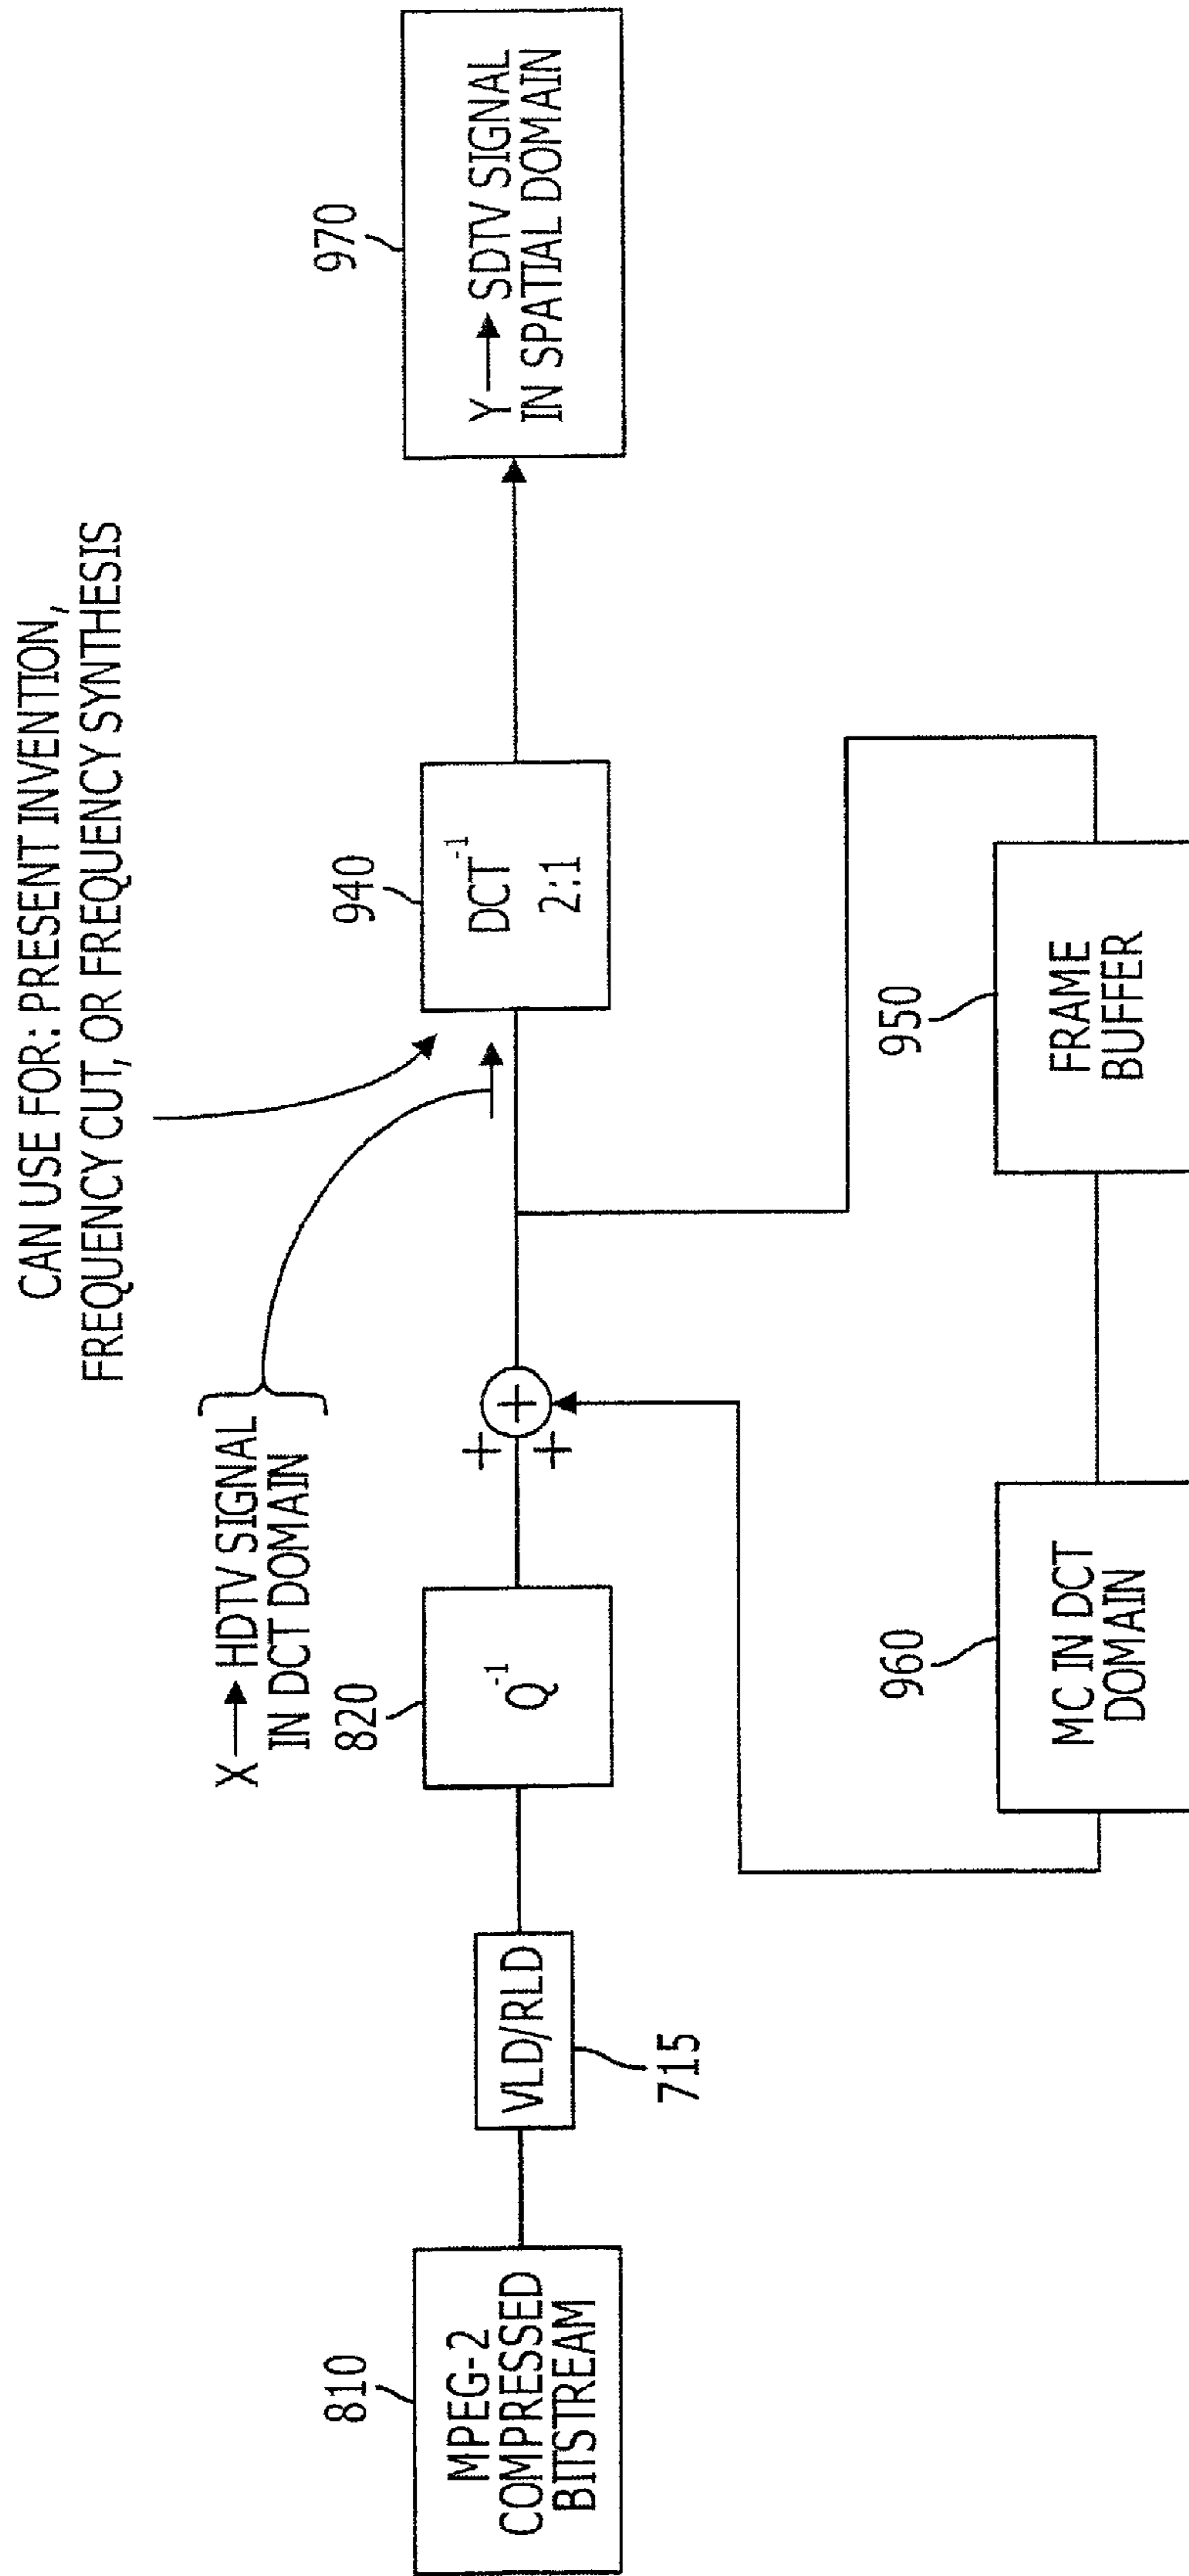 CAN USE FOR: PRESENT INVENTION,
FREQUENCY CUT, OR FREQUENCY SYNTHESIS
X → HDTV SIGNAL
IN DCT DOMAIN
810
MPEG-2
COMPRESSED
BITSTREAM
VLD/RLD
715
820
Q⁻¹
+
+
+
940
DCT⁻¹
2:1
970
Y → SDTV SIGNAL
IN SPATIAL DOMAIN
960
MC IN DCT
DOMAIN
950
FRAME
BUFFER